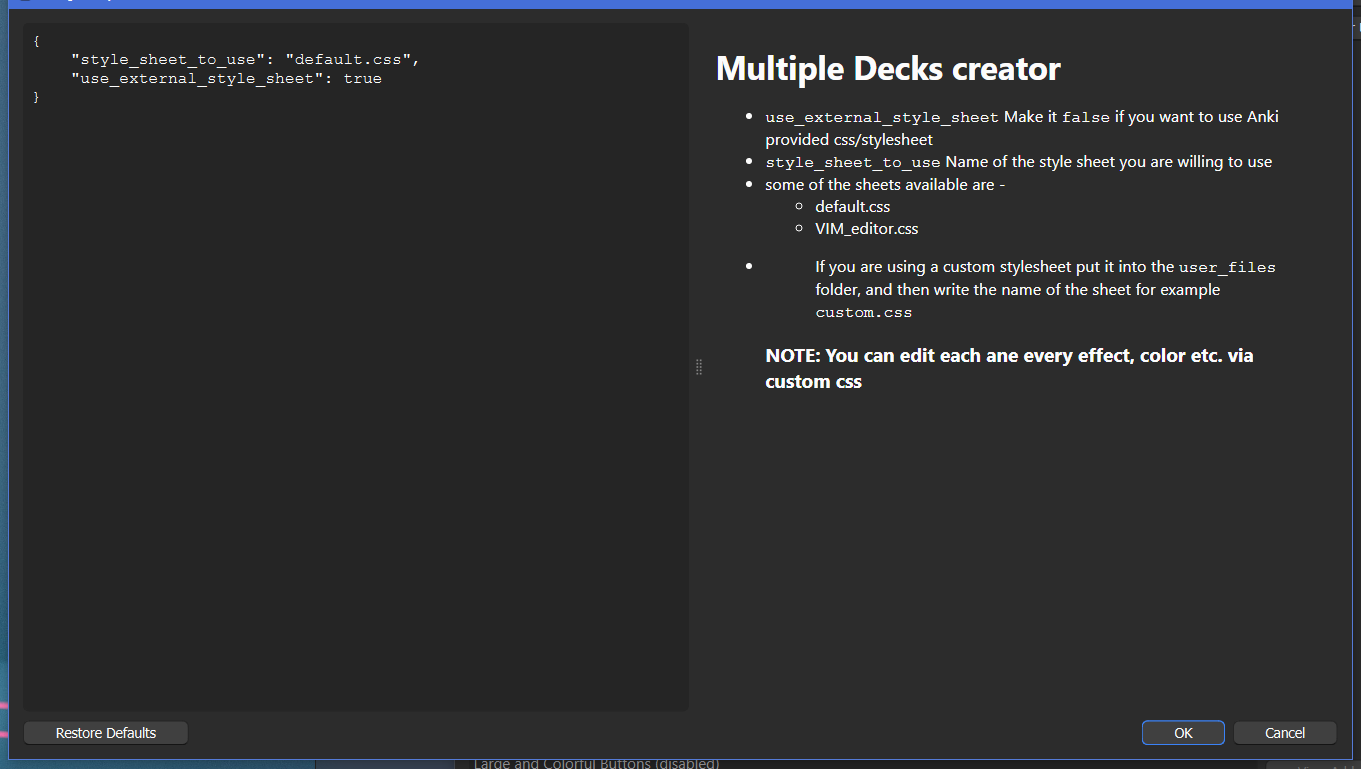 {
"style_sheet_to_use": "default.css",
"use_external_style_sheet": true
}
Multiple Decks creator
use_external_style_sheet Make it false if you want to use Anki
provided css/stylesheet
style_sheet_to_use Name of the style sheet you are willing to use
some of the sheets available are -
default.css
VIM_editor.css
If you are using a custom stylesheet put it into the user_files
folder, and then write the name of the sheet for example
custom.css
NOTE: You can edit each ane every effect, color etc. via
custom css
Restore Defaults
OK
Cancel
Large and Colorful Buttons (disabled)